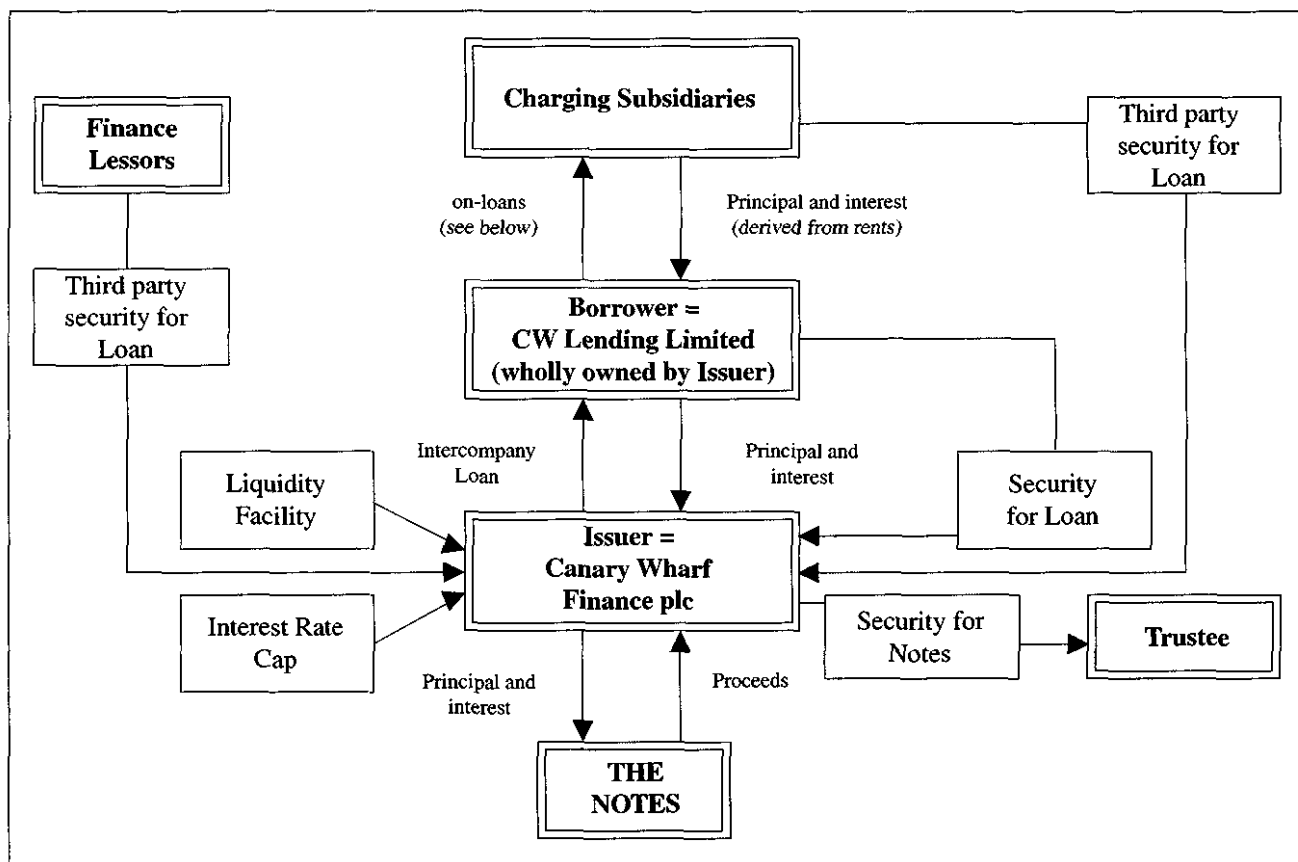 Charging Subsidiaries
Finance
Lessors
Third party
security for
Loan
on-loans
(see below)
Principal and interest
(derived from rents)
Third party
security for
Loan
Borrower =
CW Lending Limited
(wholly owned by Issuer)
Intercompany
Loan
Principal and
interest
Liquidity
Facility
Security
for Loan
Issuer =
Canary Wharf
Finance plc
Interest Rate
Cap
Security for
Notes
Trustee
Principal and
interest
Proceeds
THE
NOTES